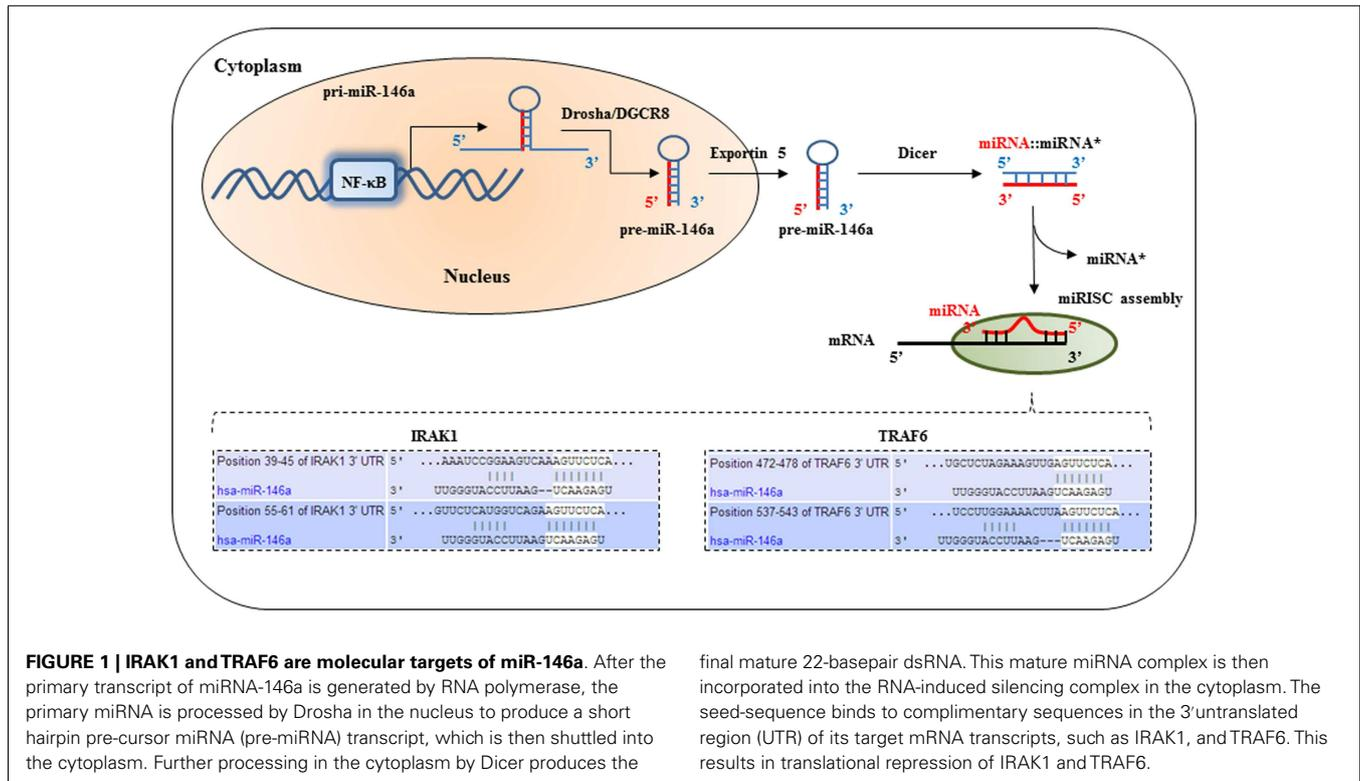 Cytoplasm
pri-miR-146a
Drosha/DGCR8
5'
3'
NF-κB
5' 3'
pre-miR-146a
Nucleus
Exportin 5
5' 3'
pre-miR-146a
Dicer
miRNA::miRNA*
5' 3'
3' 5'
miRNA*
miRISC assembly
miRNA
3' 5'
mRNA
5' 3'
IRAK1
Position 39-45 of IRAK1 3' UTR 5' ...AAAUCCGGAAGUCAAAGUUCUCA...
hsa-miR-146a 3' UUGGGUACCUUAAG--UCAAGAGU
Position 55-61 of IRAK1 3' UTR 5' ...GUUCUCAUGGUCAGAAGUUCUCA...
hsa-miR-146a 3' UUGGGUACCUUAAGUCAAGAGU
TRAF6
Position 472-478 of TRAF6 3' UTR 5' ...UGCUCUAGAAAGUUGAGUUCUCA...
hsa-miR-146a 3' UUGGGUACCUUAAGUCAAGAGU
Position 537-543 of TRAF6 3' UTR 5' ...UCCUUGGAAAACUUAAGUUCUCA...
hsa-miR-146a 3' UUGGGUACCUUAAG---UCAAGAGU
FIGURE 1 | IRAK1 and TRAF6 are molecular targets of miR-146a. After the
primary transcript of miRNA-146a is generated by RNA polymerase, the
primary miRNA is processed by Drosha in the nucleus to produce a short
hairpin pre-cursor miRNA (pre-miRNA) transcript, which is then shuttled into
the cytoplasm. Further processing in the cytoplasm by Dicer produces the
final mature 22-basepair dsRNA. This mature miRNA complex is then
incorporated into the RNA-induced silencing complex in the cytoplasm. The
seed-sequence binds to complimentary sequences in the 3'untranslated
region (UTR) of its target mRNA transcripts, such as IRAK1, and TRAF6. This
results in translational repression of IRAK1 and TRAF6.